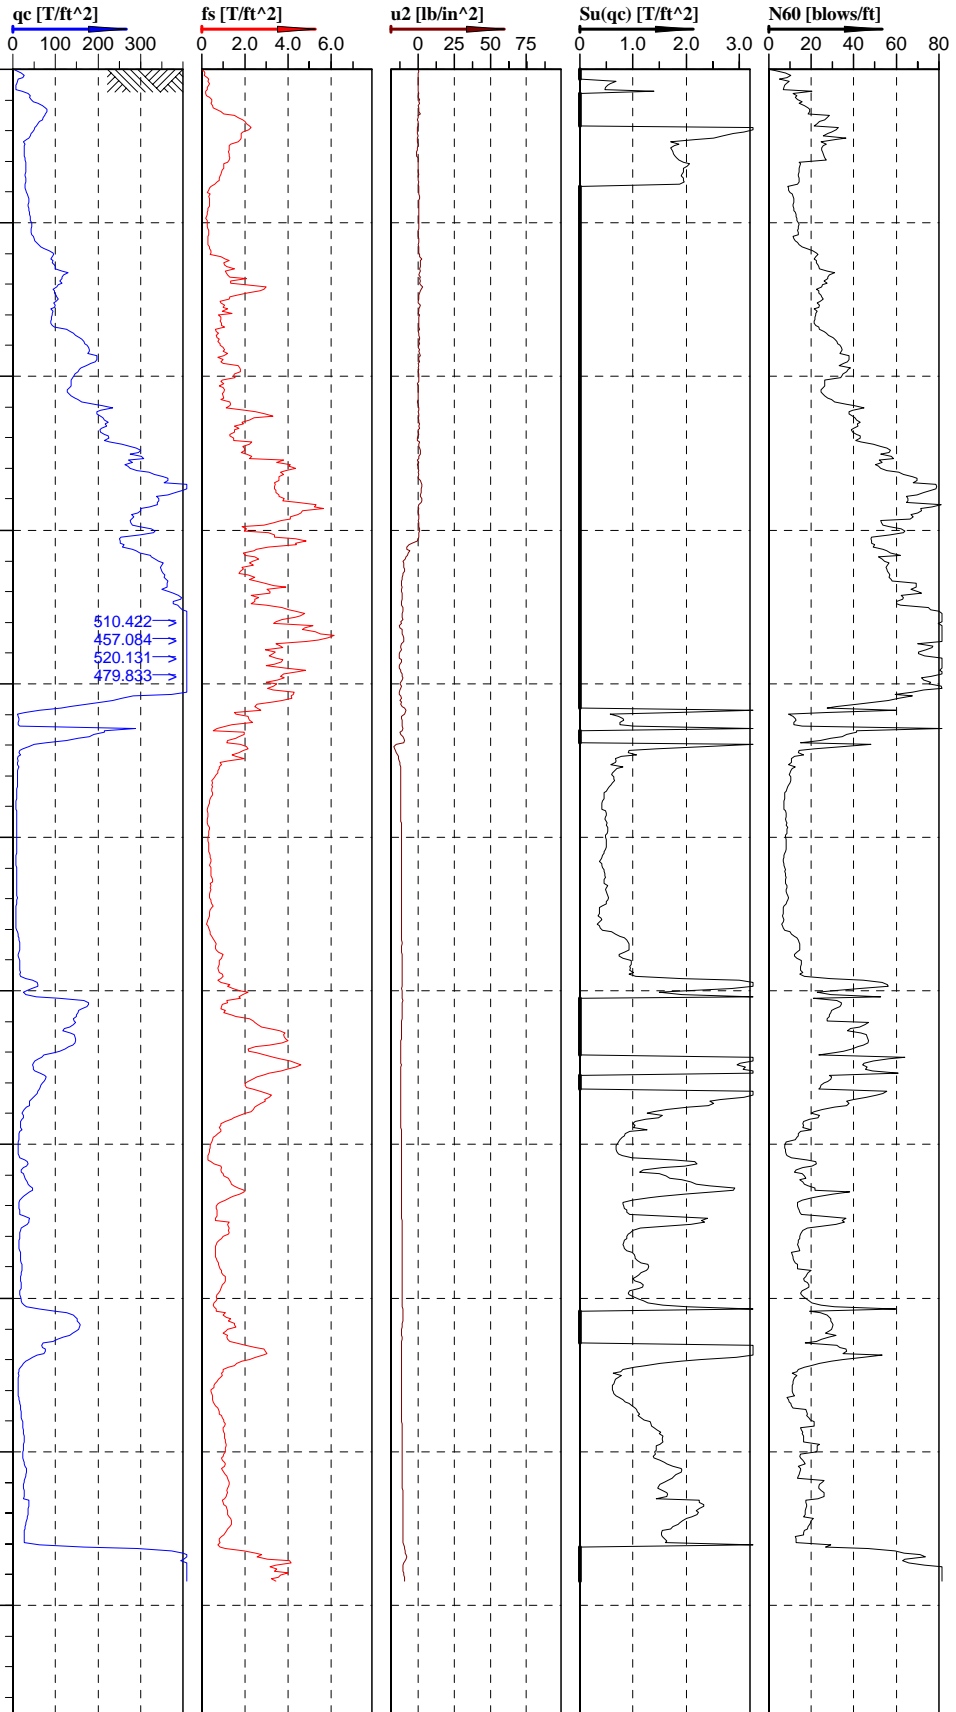 qc [T/ft^2] fs [T/ft^2] u2 [lb/in^2] Su(qc) [T/ft^2] N60 [blows/ft]
0 100 200 300 0 2.0 4.0 6.0 0 25 50 75 0 1.0 2.0 3.0 0 20 40 60 80
510.422
457.084
520.131
479.833